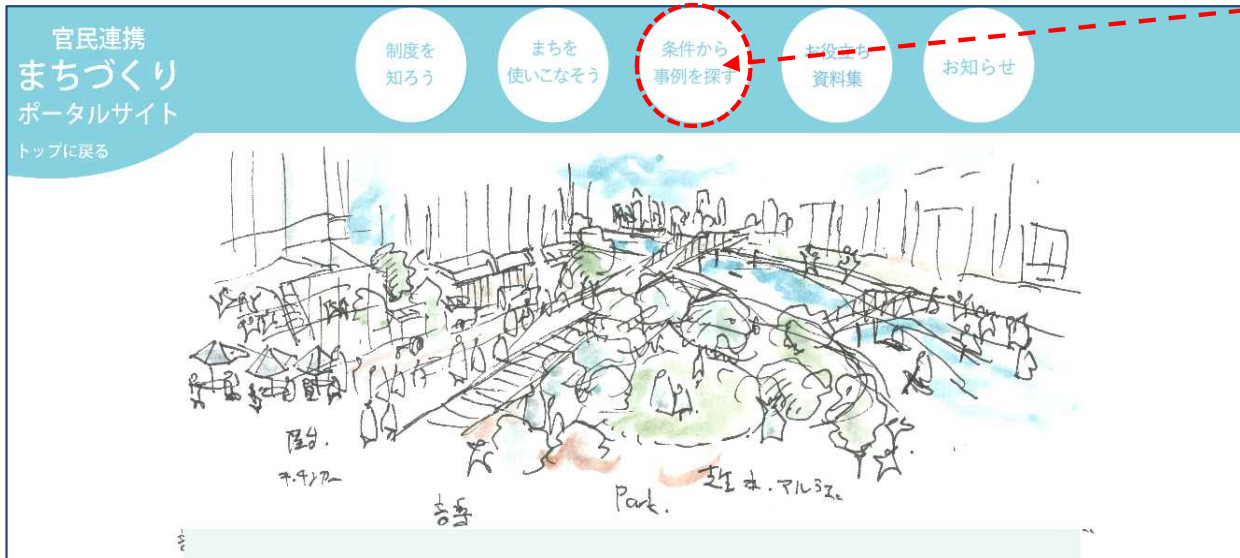 官民連携
まちづくり
ポータルサイト
トップに戻る
制度を
知ろう
まちを
使いこなそう
条件から
事例を探す
お役立ち
資料集
お知らせ
屋台.
キッチンカー
音楽
Park.
芝生 水・マルシェ